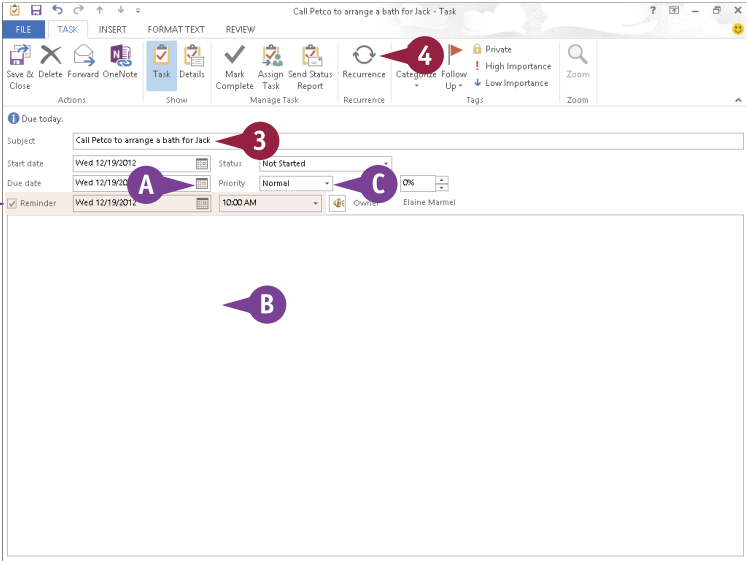 Call Petco to arrange a bath for Jack - Task
?
FILE TASK INSERT FORMAT TEXT REVIEW
Save & Close Delete Forward OneNote Task Details Mark Complete Assign Task Send Status Report Recurrence Categorize Follow Up Private
! High Importance
Low Importance
Zoom
4
Actions Show Manage Task Recurrence Tags Zoom
Due today.
Subject Call Petco to arrange a bath for Jack 3
Start date Wed 12/19/2012 Status Not Started
Due date Wed 12/19/20 A Priority Normal C 0%
Reminder Wed 12/19/2012 10:00 AM Owner Elaine Marmel
B